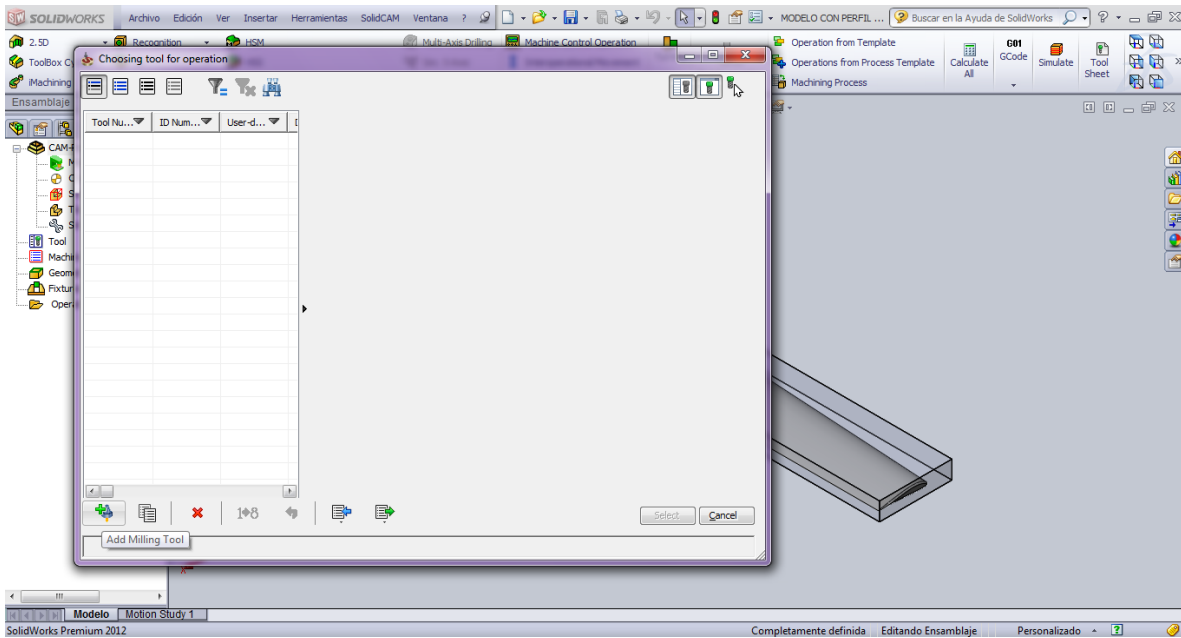 SOLIDWORKS Archivo Edición Ver Insertar Herramientas SolidCAM Ventana ? MODELO CON PERFIL ... Buscar en la Ayuda de SolidWorks ?
2.5D Recognition HSM Multi-Axis Drilling Machine Control Operation Operation from Template
ToolBox Cy Operations from Process Template
iMachining Machining Process
Calculate All
G01 GCode
Simulate
Tool Sheet
»
Ensamblaje
Choosing tool for operation
Tool Nu... ID Num... User-d...
CAM-P
Tool
Machi
Geom
Fixtur
Oper
1 8
Select Cancel
Add Milling Tool
Modelo Motion Study 1
SolidWorks Premium 2012 Completamente definida Editando Ensamblaje Personalizado ?